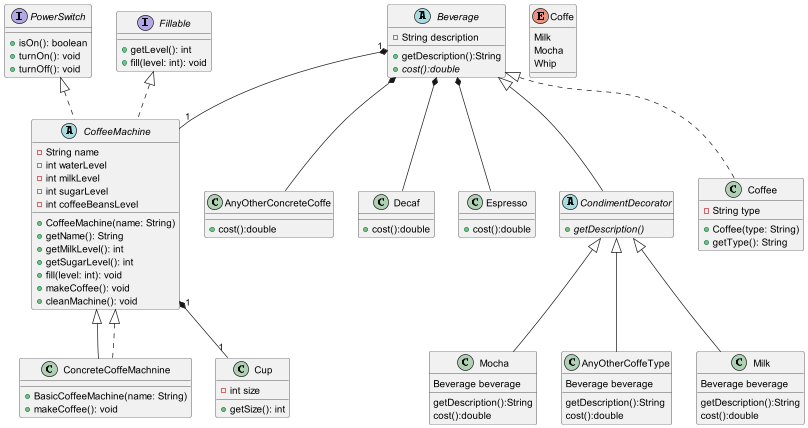 I PowerSwitch
isOn(): boolean
turnOn(): void
turnOff(): void
I Fillable
getLevel(): int
fill(level: int): void
A Beverage
String description
getDescription():String
cost():double
E Coffe
Milk
Mocha
Whip
1
1
A CoffeeMachine
String name
int waterLevel
int milkLevel
int sugarLevel
int coffeeBeansLevel
CoffeeMachine(name: String)
getName(): String
getMilkLevel(): int
getSugarLevel(): int
fill(level: int): void
makeCoffee(): void
cleanMachine(): void
C AnyOtherConcreteCoffe
cost():double
C Decaf
cost():double
C Espresso
cost():double
A CondimentDecorator
getDescription()
C Coffee
String type
Coffee(type: String)
getType(): String
1
1
C ConcreteCoffeMachnine
BasicCoffeeMachine(name: String)
makeCoffee(): void
C Cup
int size
getSize(): int
C Mocha
Beverage beverage
getDescription():String
cost():double
C AnyOtherCoffeType
Beverage beverage
getDescription():String
cost():double
C Milk
Beverage beverage
getDescription():String
cost():double